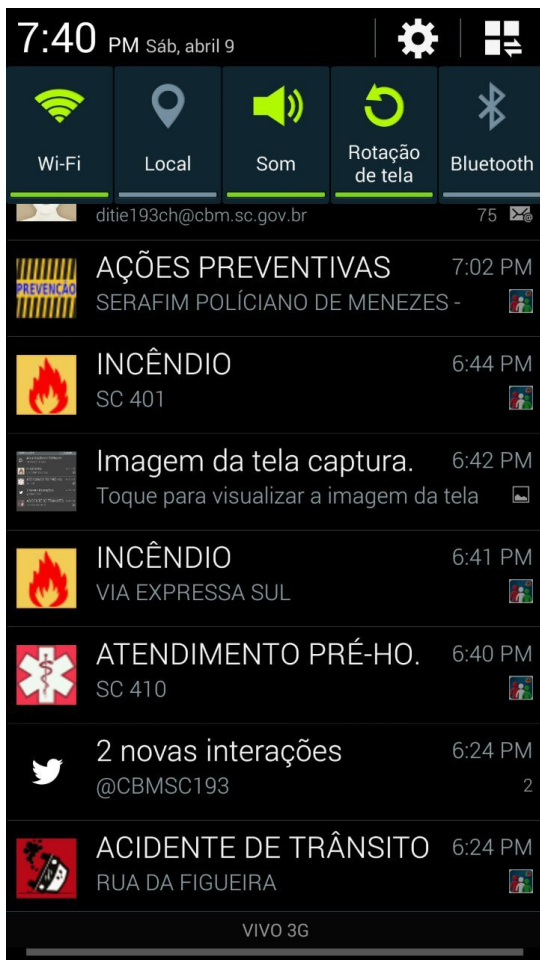 7:40 PM Sáb, abril 9
Wi-Fi
Local
Som
Rotação
de tela
Bluetooth
ditie193ch@cbm.sc.gov.br 75
PREVENÇÃO
AÇÕES PREVENTIVAS 7:02 PM
SERAFIM POLÍCIANO DE MENEZES -
INCÊNDIO 6:44 PM
SC 401
Imagem da tela captura. 6:42 PM
Toque para visualizar a imagem da tela
INCÊNDIO 6:41 PM
VIA EXPRESSA SUL
ATENDIMENTO PRÉ-HO. 6:40 PM
SC 410
2 novas interações 6:24 PM
@CBMSC193 2
ACIDENTE DE TRÂNSITO 6:24 PM
RUA DA FIGUEIRA
VIVO 3G